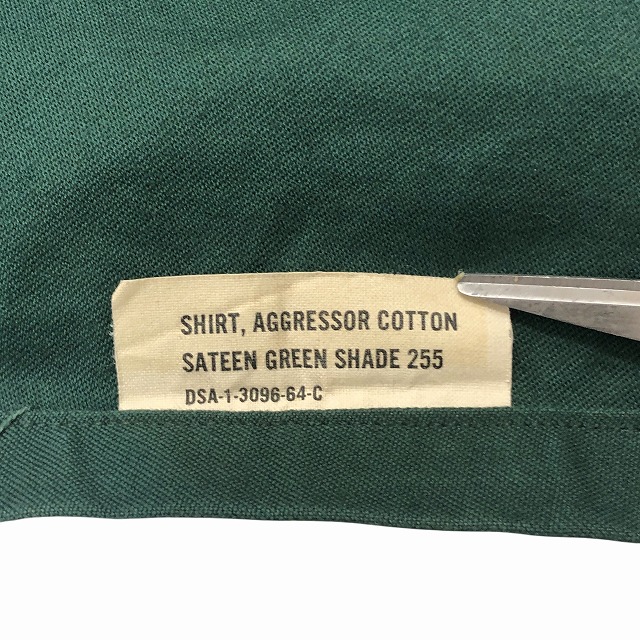 SHIRT, AGGRESSOR COTTON
SATEEN GREEN SHADE 255
DSA-1-3096-64-C